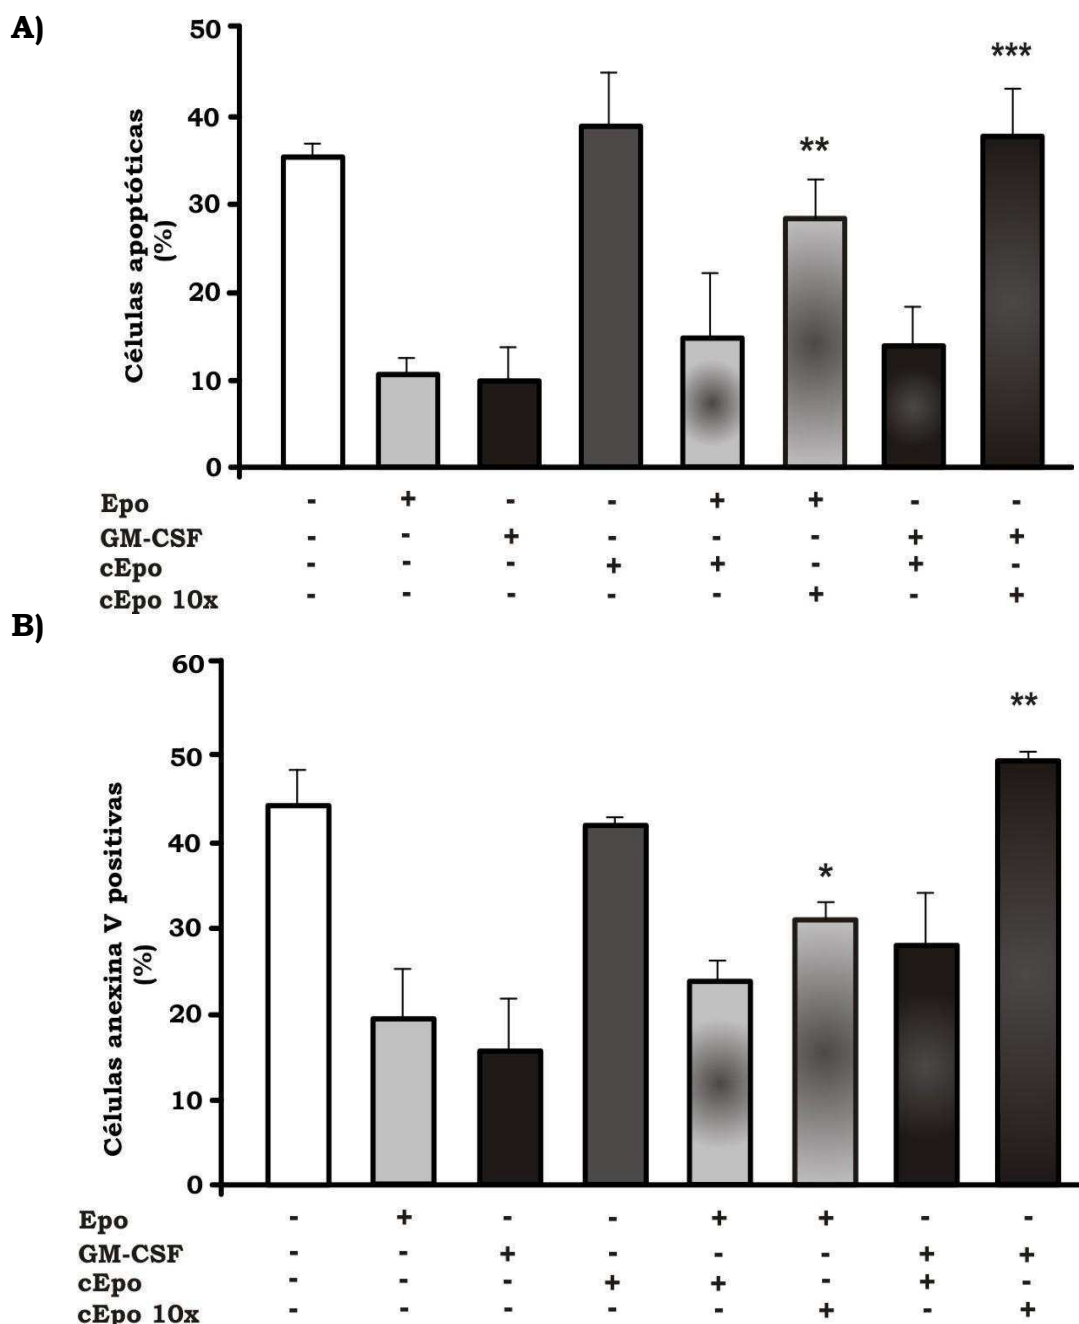 A)
50
40
30
20
10
0
Células apoptóticas
(%)
**
***
Epo - + - - + + - -
GM-CSF - - + - - - + +
cEpo - - - + + - + -
cEpo 10x - - - - - + - +
B)
60
50
40
30
20
10
0
Células anexina V positivas
(%)
*
**
Epo - + - - + + - -
GM-CSF - - + - - - + +
cEpo - - - + + - + -
cEpo 10x - - - - - + - +